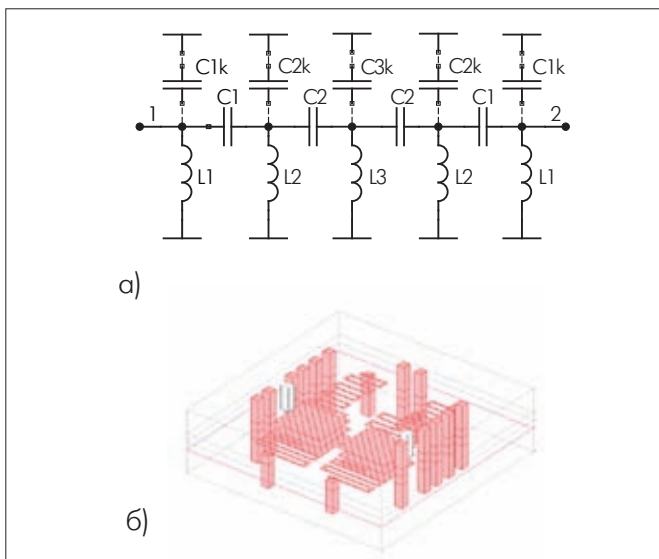 C1k C2k C3k C2k C1k
1 C1 C2 C2 C1 2
L1 L2 L3 L2 L1
а)
б)